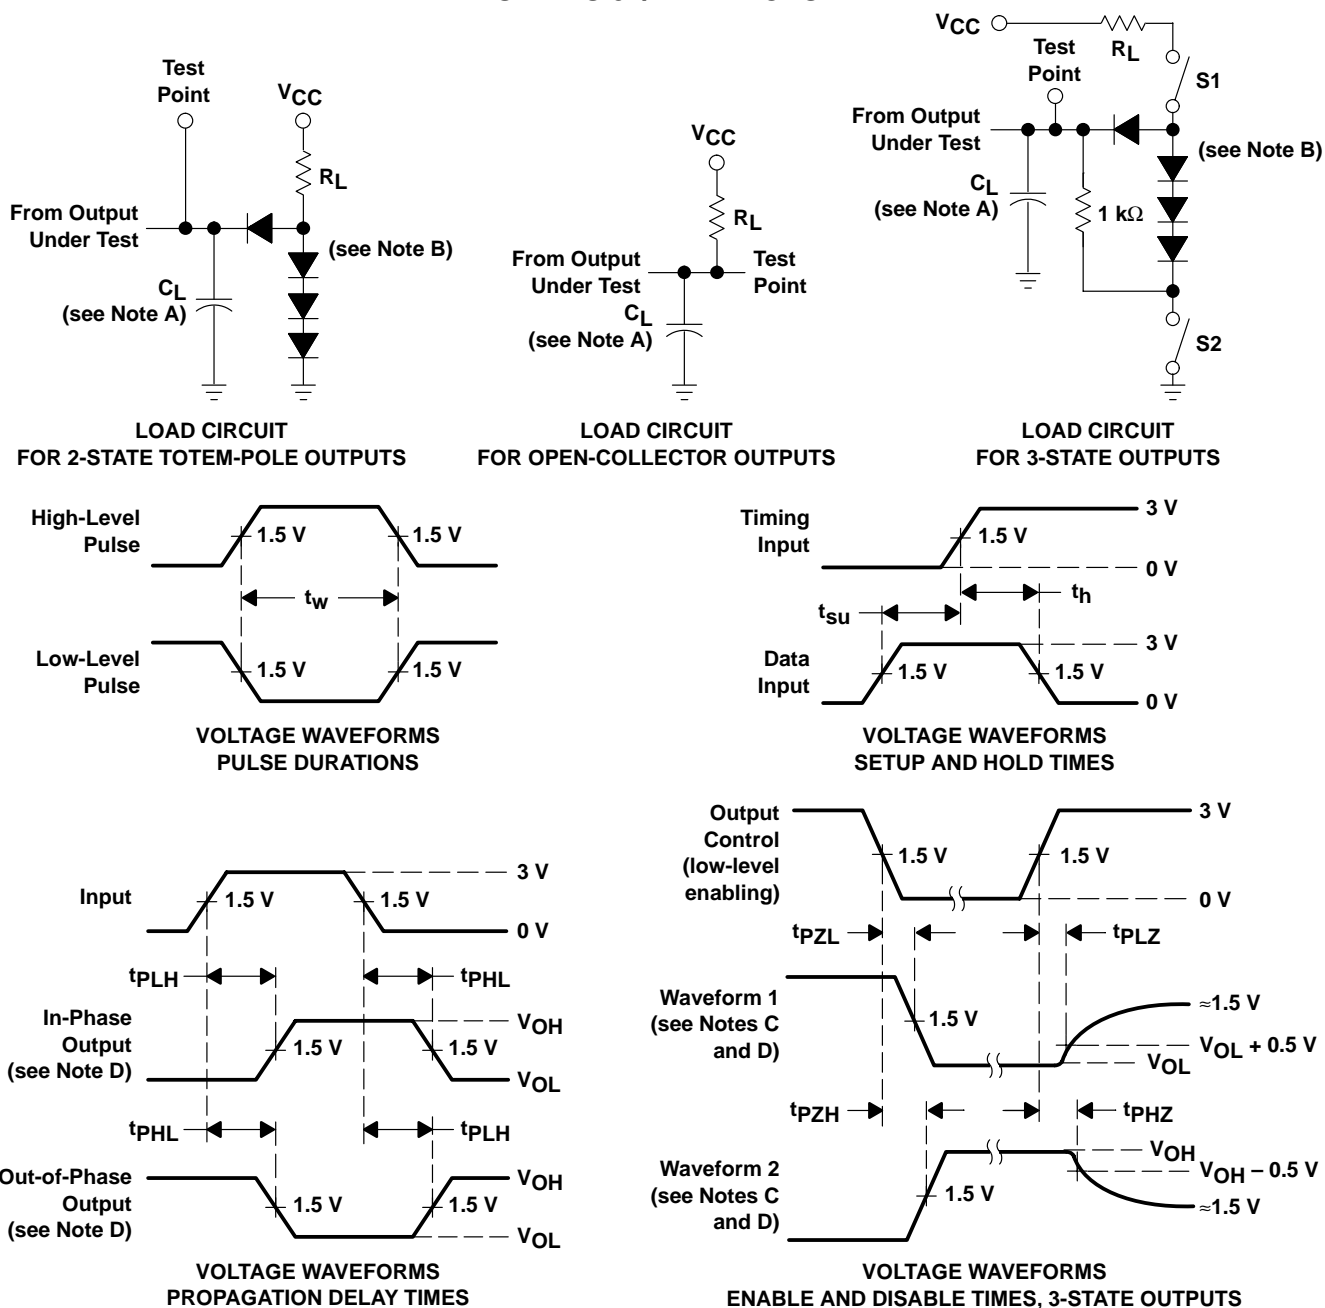 Test
Point
VCC
RL
From Output
Under Test
(see Note B)
CL
(see Note A)
LOAD CIRCUIT
FOR 2-STATE TOTEM-POLE OUTPUTS
VCC
RL
From Output
Under Test
Test
Point
CL
(see Note A)
LOAD CIRCUIT
FOR OPEN-COLLECTOR OUTPUTS
VCC
RL
Test
Point
S1
From Output
Under Test
(see Note B)
CL
(see Note A)
1 kΩ
S2
LOAD CIRCUIT
FOR 3-STATE OUTPUTS
High-Level
Pulse
1.5 V
1.5 V
tw
Low-Level
Pulse
1.5 V
1.5 V
VOLTAGE WAVEFORMS
PULSE DURATIONS
Timing
Input
3 V
1.5 V
0 V
th
tsu
Data
Input
3 V
1.5 V
1.5 V
0 V
VOLTAGE WAVEFORMS
SETUP AND HOLD TIMES
Input
3 V
1.5 V
1.5 V
0 V
tPLH
tPHL
In-Phase
Output
(see Note D)
VOH
1.5 V
1.5 V
VOL
tPHL
tPLH
Out-of-Phase
Output
(see Note D)
VOH
1.5 V
1.5 V
VOL
VOLTAGE WAVEFORMS
PROPAGATION DELAY TIMES
Output
Control
(low-level
enabling)
3 V
1.5 V
1.5 V
0 V
tPZL
tPLZ
Waveform 1
(see Notes C
and D)
≈1.5 V
1.5 V
VOL + 0.5 V
VOL
tPZH
tPHZ
Waveform 2
(see Notes C
and D)
VOH
VOH – 0.5 V
1.5 V
≈1.5 V
VOLTAGE WAVEFORMS
ENABLE AND DISABLE TIMES, 3-STATE OUTPUTS